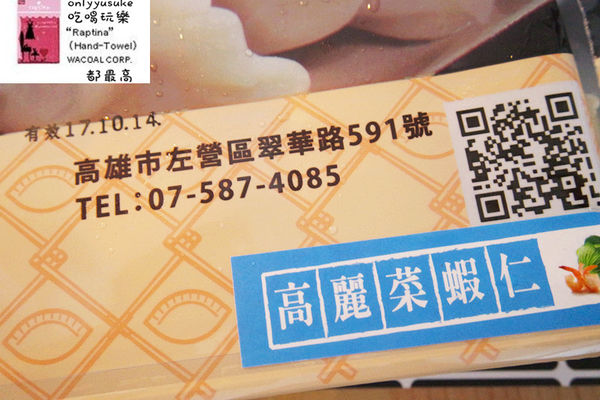 onlyyusuke
吃喝玩樂
"Raptina"
(Hand-Towel)
WACOAL CORP.
都最高
有效17.10.14.
高雄市左營區翠華路591號
TEL:07-587-4085
高麗菜蝦仁